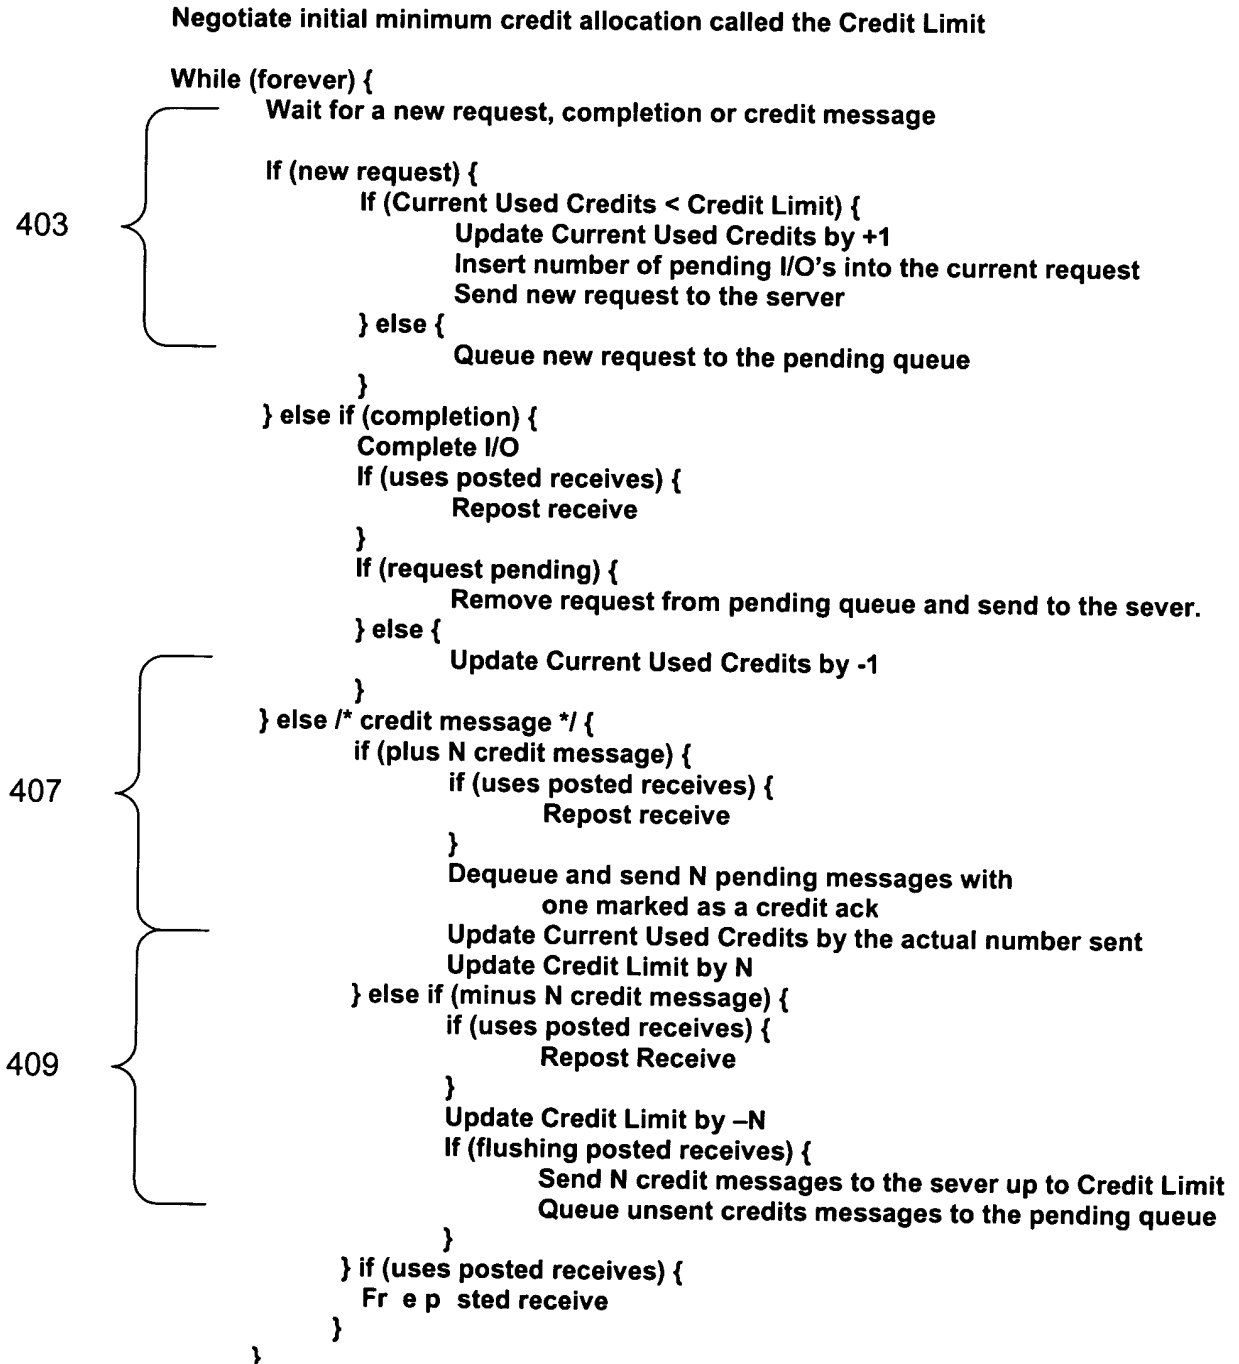 Negotiate initial minimum credit allocation called the Credit Limit
While (forever) {
Wait for a new request, completion or credit message
If (new request) {
If (Current Used Credits < Credit Limit) {
403
Update Current Used Credits by +1
Insert number of pending I/O's into the current request
Send new request to the server
} else {
Queue new request to the pending queue
}
} else if (completion) {
Complete I/O
If (uses posted receives) {
Repost receive
}
If (request pending) {
Remove request from pending queue and send to the sever.
} else {
Update Current Used Credits by -1
}
} else /* credit message */ {
if (plus N credit message) {
if (uses posted receives) {
407
Repost receive
}
Dequeue and send N pending messages with
one marked as a credit ack
Update Current Used Credits by the actual number sent
Update Credit Limit by N
} else if (minus N credit message) {
if (uses posted receives) {
Repost Receive
409
}
Update Credit Limit by –N
If (flushing posted receives) {
Send N credit messages to the sever up to Credit Limit
Queue unsent credits messages to the pending queue
}
} if (uses posted receives) {
Fr e p sted receive
}
}